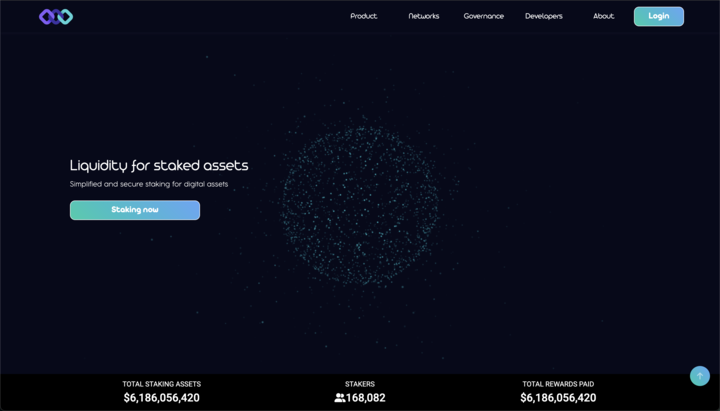 Product Networks Governance Developers About Login
Liquidity for staked assets
Simplified and secure staking for digital assets
Staking now
TOTAL STAKING ASSETS STAKERS TOTAL REWARDS PAID
$6,186,056,420 168,082 $6,186,056,420